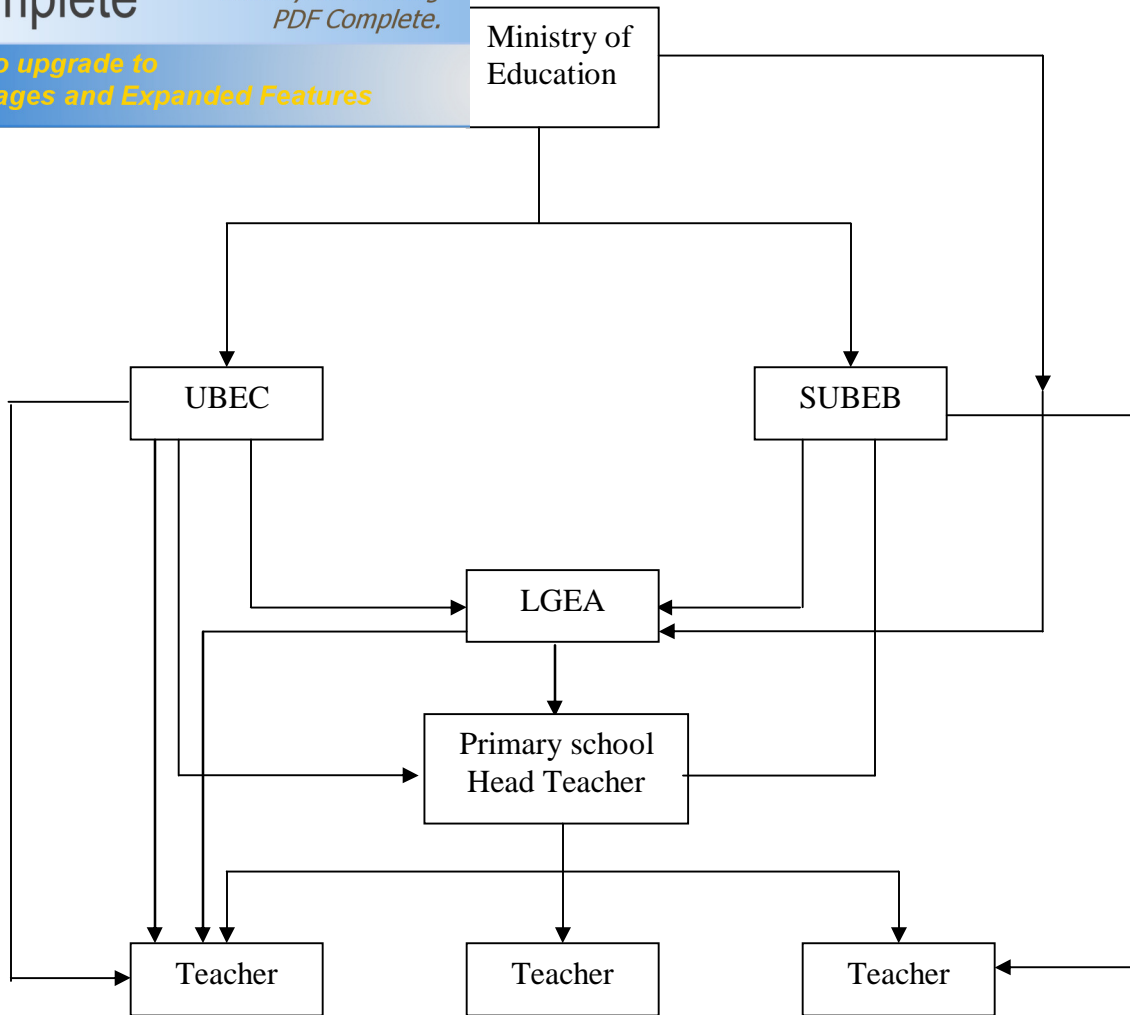 mplete
PDF Complete.
o upgrade to
ages and Expanded Features
Ministry of
Education
UBEC
SUBEB
LGEA
Primary school
Head Teacher
Teacher
Teacher
Teacher